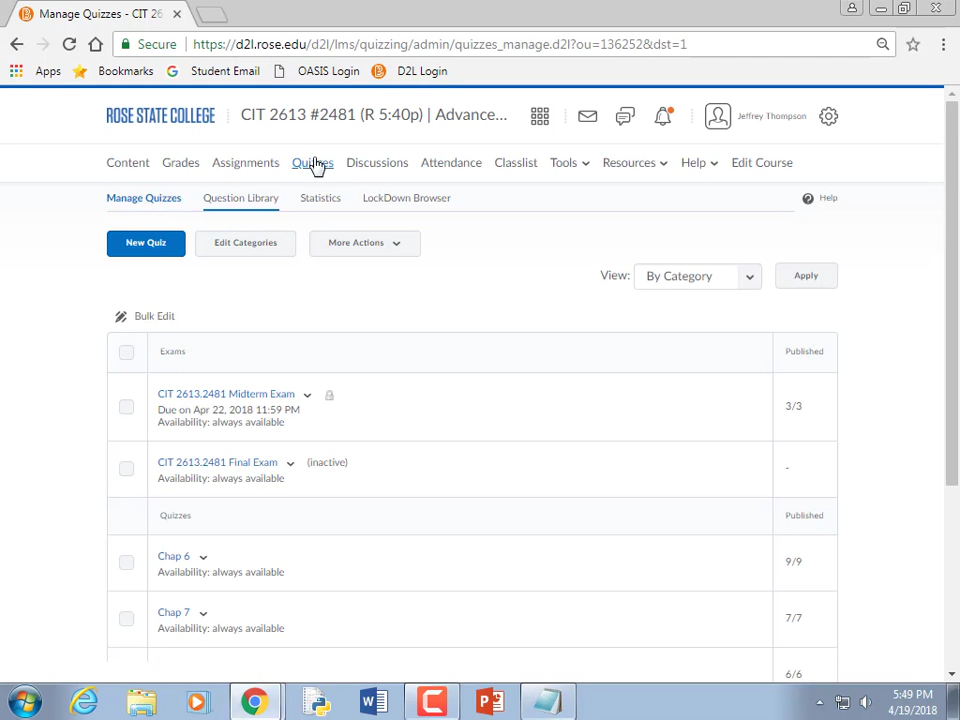 Manage Quizzes - CIT 26
Secure
https://d2l.rose.edu/d2l/lms/quizzing/admin/quizzes_manage.d2l?ou=136252&dst=1
Apps Bookmarks Student Email OASIS Login D2L Login
ROSE STATE COLLEGE
CIT 2613 #2481 (R 5:40p) | Advance...
Jeffrey Thompson
Content Grades Assignments Quizzes Discussions Attendance Classlist Tools Resources Help Edit Course
Manage Quizzes Question Library Statistics LockDown Browser Help
New Quiz Edit Categories More Actions
View: By Category Apply
Bulk Edit
Exams Published
CIT 2613.2481 Midterm Exam
Due on Apr 22, 2018 11:59 PM
Availability: always available
3/3
CIT 2613.2481 Final Exam (inactive)
Availability: always available
-
Quizzes Published
Chap 6
Availability: always available
9/9
Chap 7
Availability: always available
7/7
6/6
5:49 PM
4/19/2018